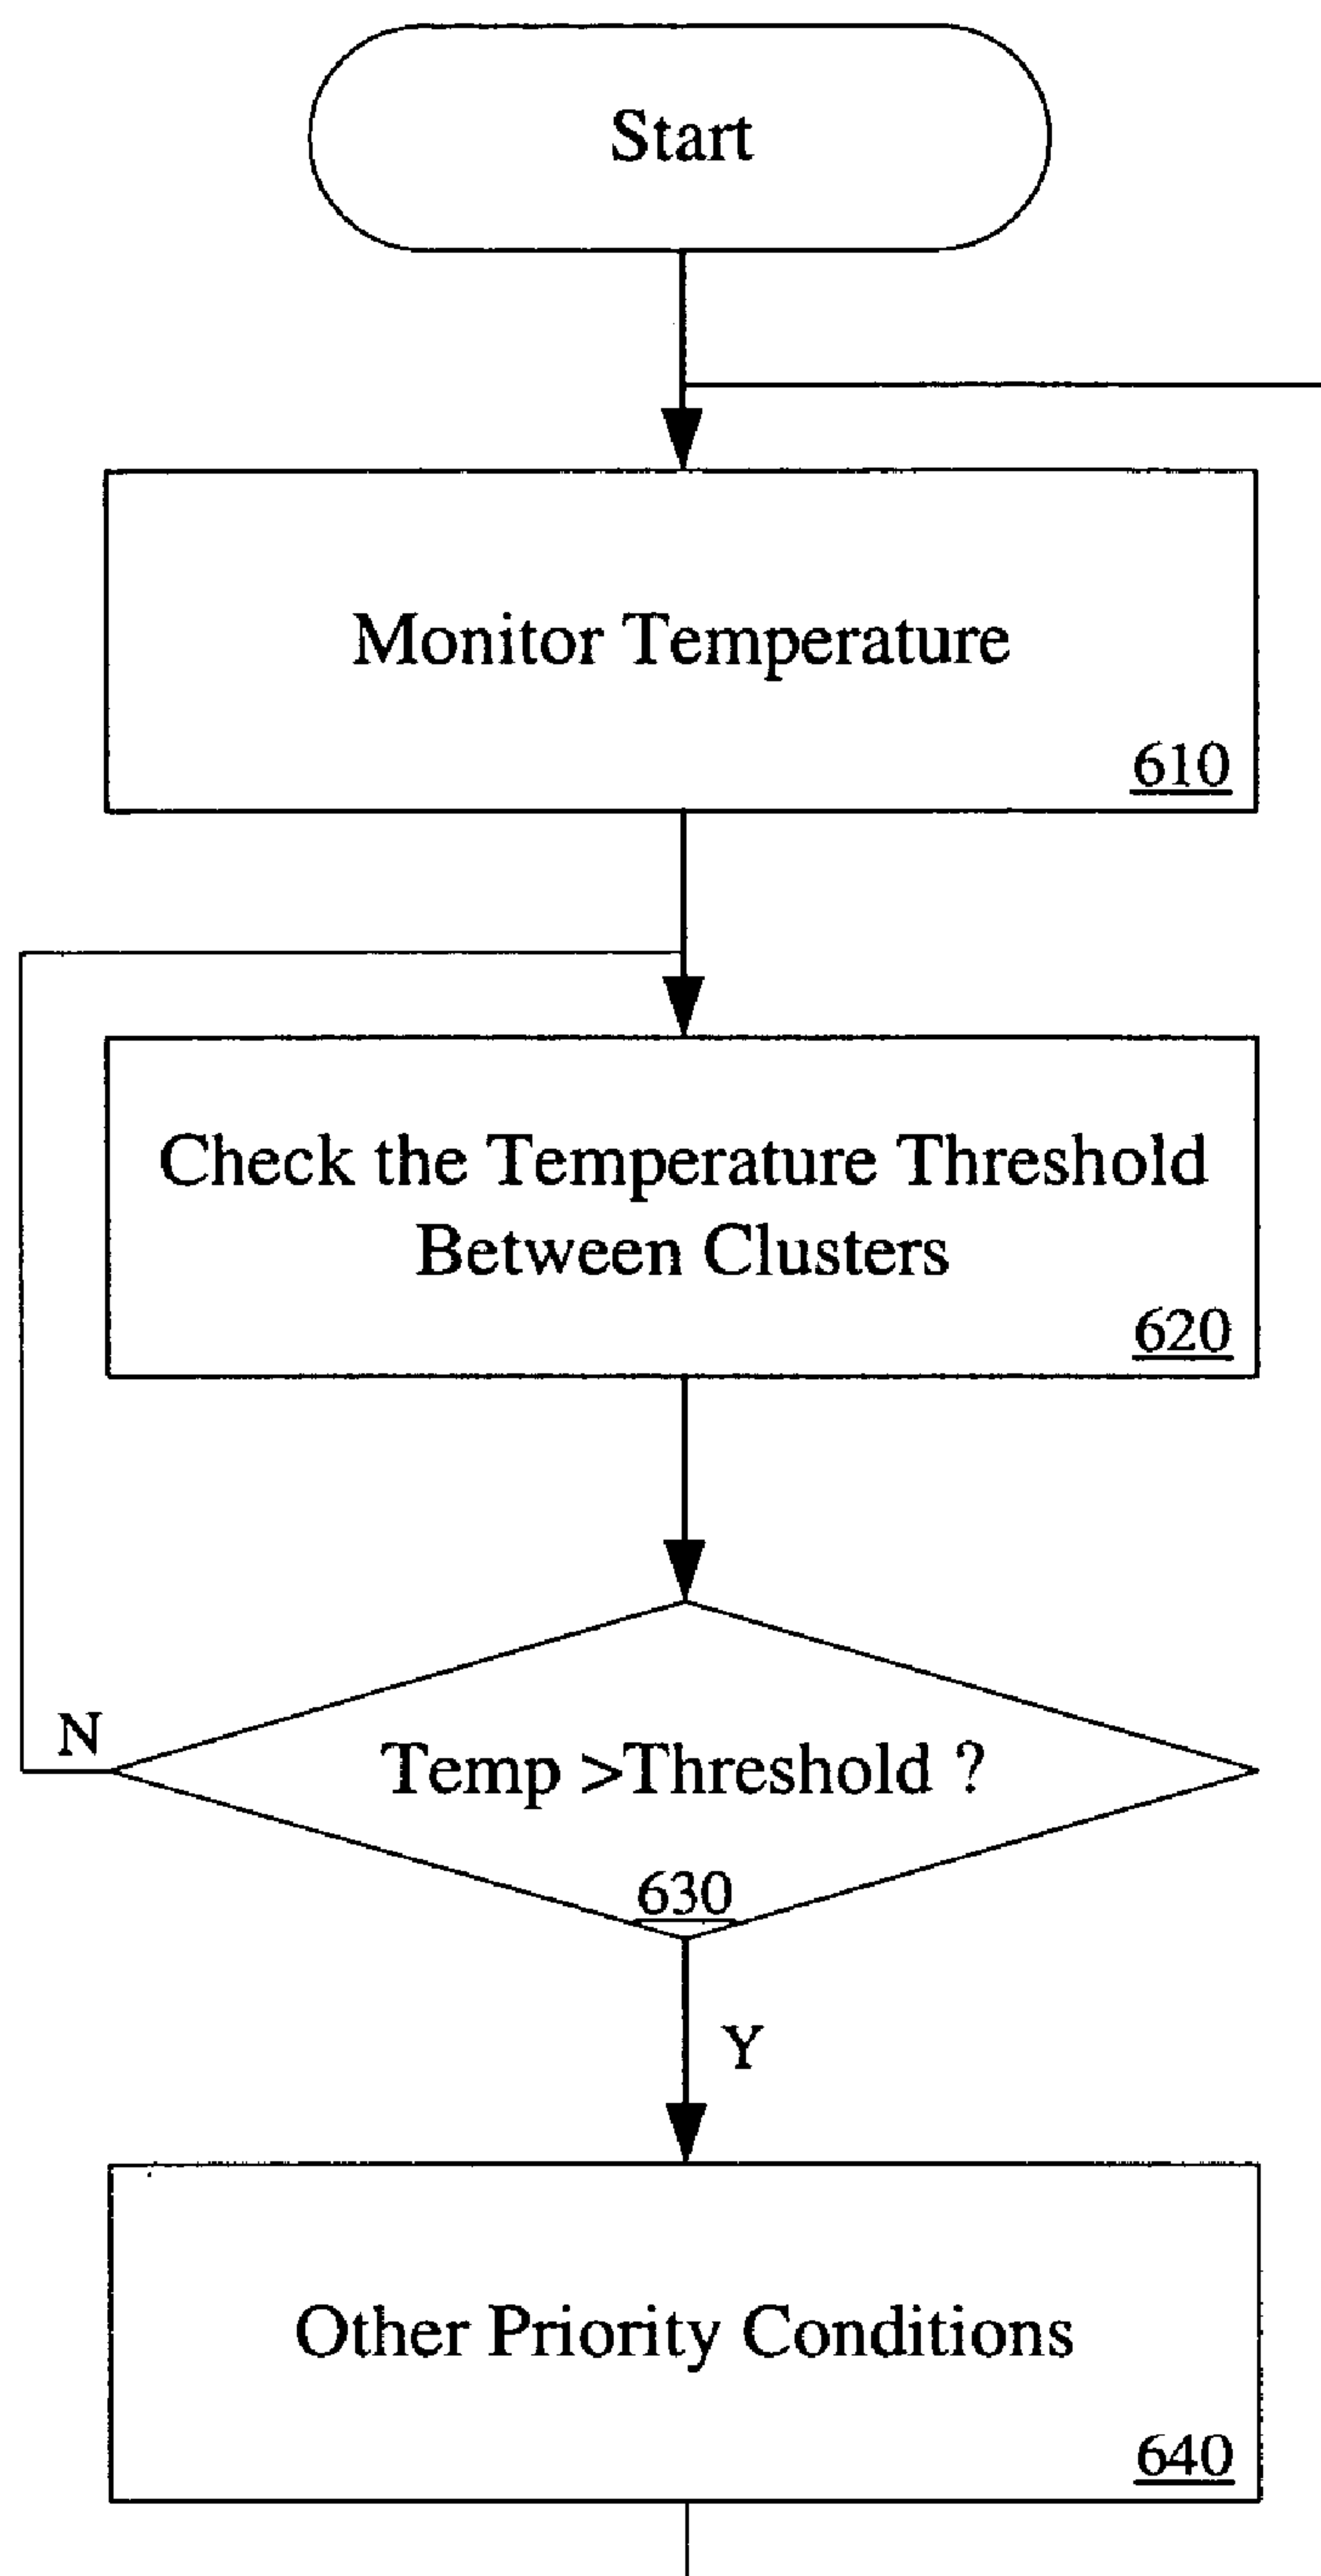 Start
Monitor Temperature
610
Check the Temperature Threshold
Between Clusters
620
N
Temp >Threshold ?
630
Y
Other Priority Conditions
640